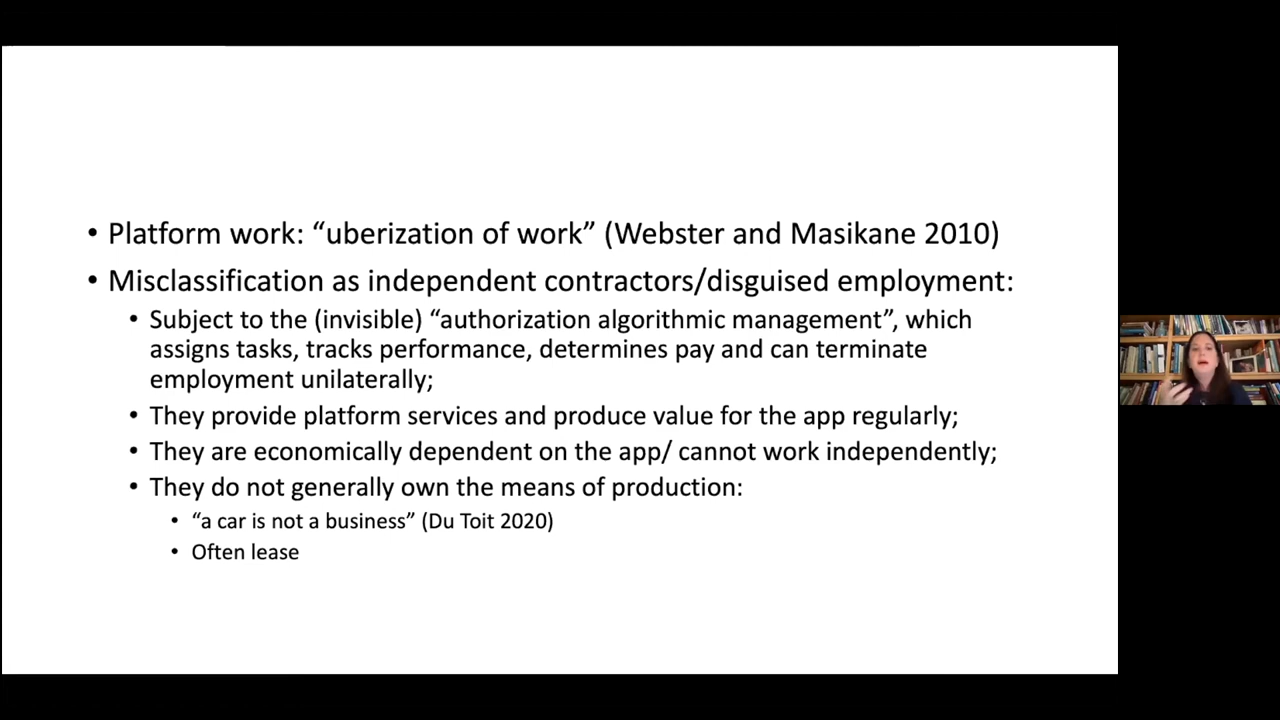 • Platform work: “uberization of work” (Webster and Masikane 2010)
• Misclassification as independent contractors/disguised employment:
• Subject to the (invisible) “authorization algorithmic management”, which
assigns tasks, tracks performance, determines pay and can terminate
employment unilaterally;
• They provide platform services and produce value for the app regularly;
• They are economically dependent on the app/ cannot work independently;
• They do not generally own the means of production:
• “a car is not a business” (Du Toit 2020)
• Often lease